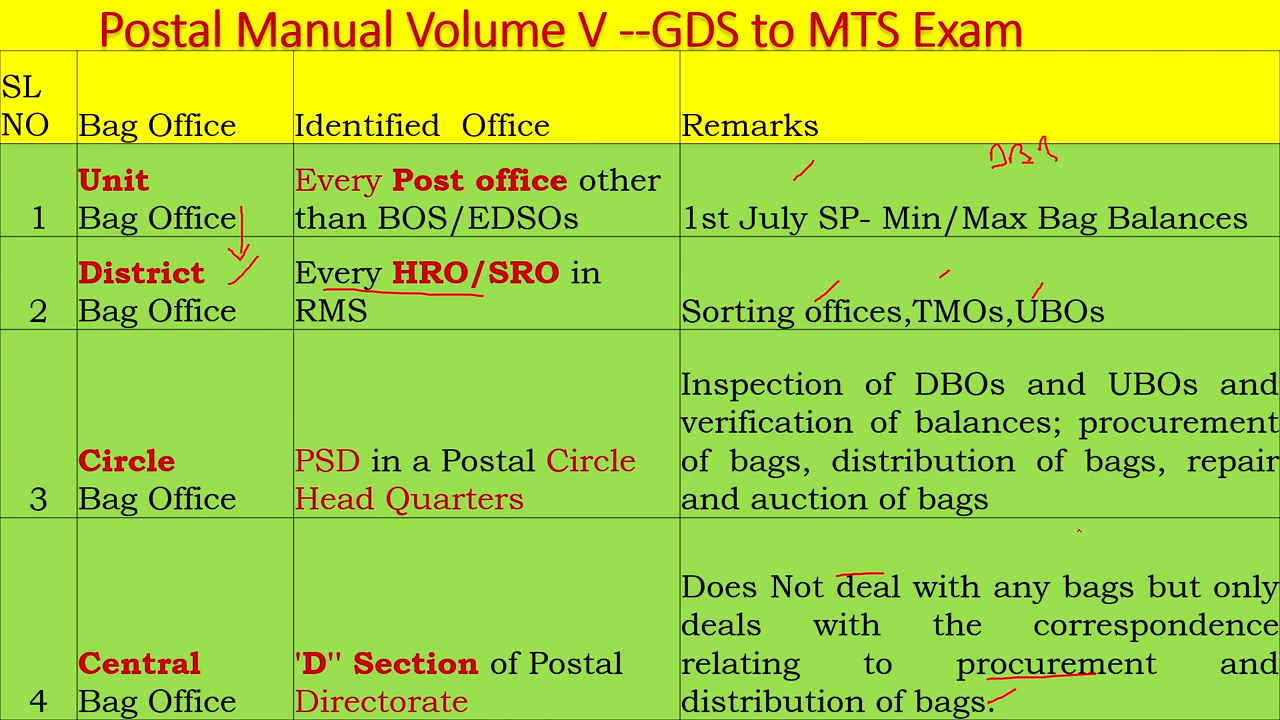 Postal Manual Volume V --GDS to MTS Exam
SL
NO
Bag Office
Identified Office
Remarks
1
Unit
Bag Office
Every Post office other
than BOS/EDSOs
1st July SP- Min/Max Bag Balances
2
District
Bag Office
Every HRO/SRO in
RMS
Sorting offices,TMOs,UBOs
3
Circle
Bag Office
PSD in a Postal Circle
Head Quarters
Inspection of DBOs and UBOs and
verification of balances; procurement
of bags, distribution of bags, repair
and auction of bags
4
Central
Bag Office
'D" Section of Postal
Directorate
Does Not deal with any bags but only
deals with the correspondence
relating to procurement and
distribution of bags.